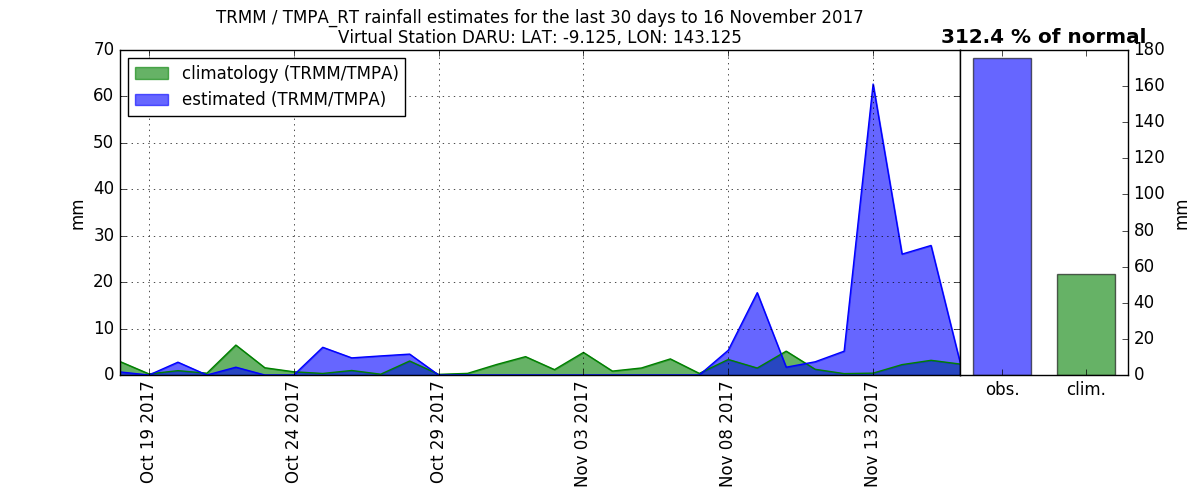 TRMM / TMPA_RT rainfall estimates for the last 30 days to 16 November 2017
Virtual Station DARU: LAT: -9.125, LON: 143.125
312.4 % of normal
climatology (TRMM/TMPA)
estimated (TRMM/TMPA)
70
60
50
40
30
20
10
0
mm
Oct 19 2017
Oct 24 2017
Oct 29 2017
Nov 03 2017
Nov 08 2017
Nov 13 2017
180
160
140
120
100
80
60
40
20
0
mm
obs.
clim.